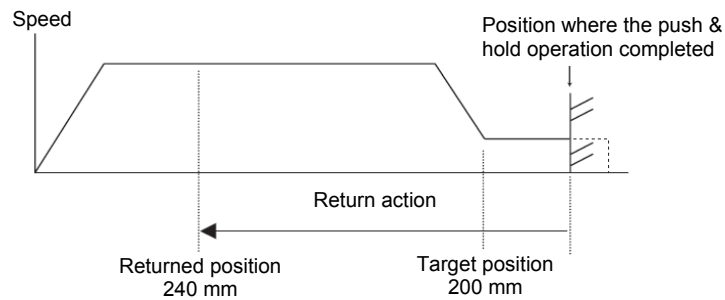 Speed
Position where the push &
hold operation completed
Return action
Returned position
240 mm
Target position
200 mm